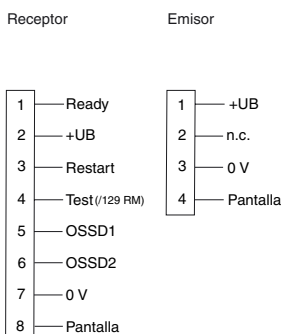 Receptor
1 Ready
2 +UB
3 Restart
4 Test (/129 RM)
5 OSSD1
6 OSSD2
7 0 V
8 Pantalla
Emisor
1 +UB
2 n.c.
3 0 V
4 Pantalla